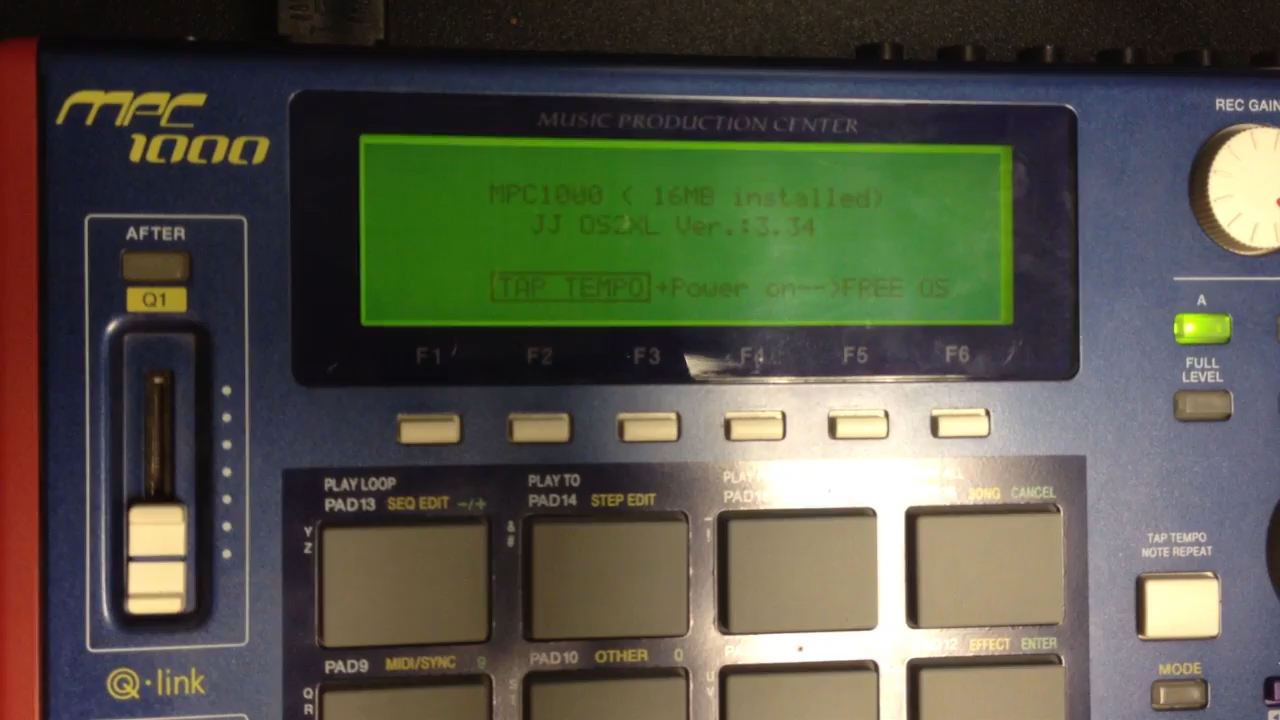 MPC
1000
MUSIC PRODUCTION CENTER
MPC1000 ( 16MB installed)
JJ OS2XL Ver.:3.34
TAP TEMPO +Power on-->FREE OS
F1 F2 F3 F4 F5 F6
REC GAIN
AFTER
Q1
A
FULL
LEVEL
PLAY LOOP
PAD13 SEQ EDIT -/+
PLAY TO
PAD14 STEP EDIT
SONG CANCEL
Y
Z
&
#
TAP TEMPO
NOTE REPEAT
PAD9 MIDI/SYNC 9
PAD10 OTHER 0
EFFECT ENTER
Q
R
MODE
Q·link